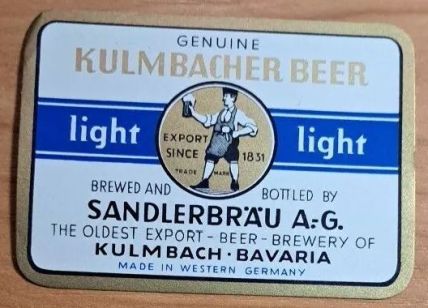 GENUINE
KULMBACHER BEER
light light
EXPORT
SINCE 1831
TRADE MARK
BREWED AND BOTTLED BY
SANDLERBRÄU A.-G.
THE OLDEST EXPORT - BEER - BREWERY OF
KULMBACH · BAVARIA
MADE IN WESTERN GERMANY